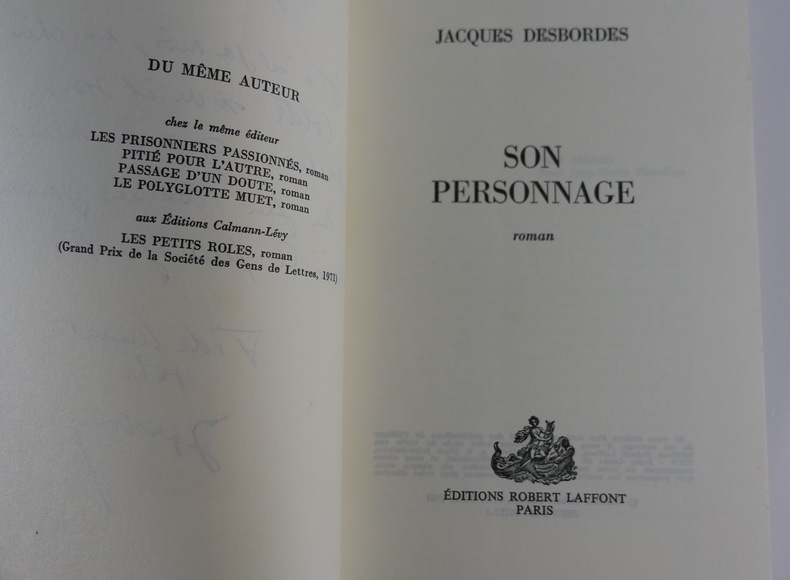 DU MÊME AUTEUR
chez le même éditeur
LES PRISONNIERS PASSIONNÉS, roman
PITIÉ POUR L'AUTRE, roman
PASSAGE D'UN DOUTE, roman
LE POLYGLOTTE MUET, roman
aux Éditions Calmann-Lévy
LES PETITS ROLES, roman
(Grand Prix de la Société des Gens de Lettres, 1971)
JACQUES DESBORDES
SON
PERSONNAGE
roman
ÉDITIONS ROBERT LAFFONT
PARIS